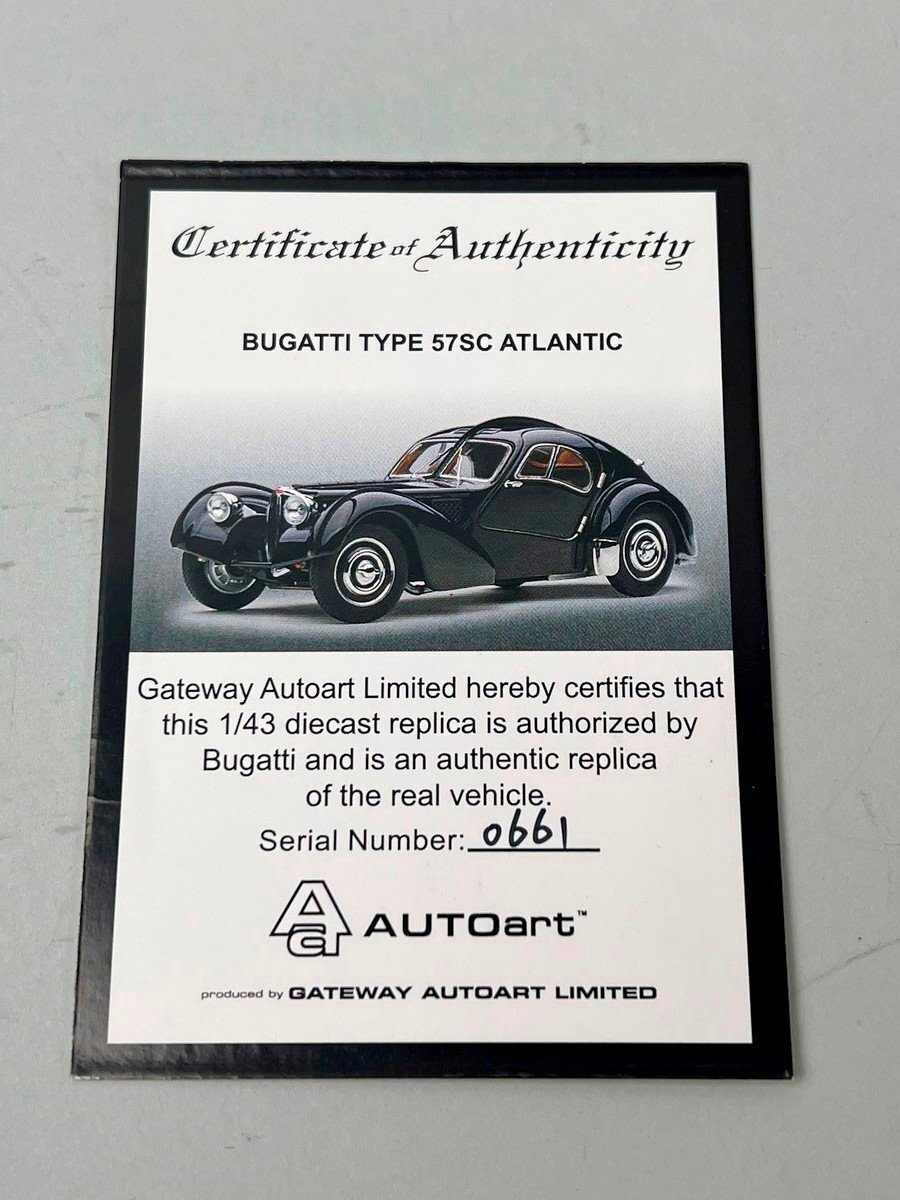 Certificate of Authenticity
BUGATTI TYPE 57SC ATLANTIC
Gateway Autoart Limited hereby certifies that
this 1/43 diecast replica is authorized by
Bugatti and is an authentic replica
of the real vehicle.
Serial Number: 0661
AUTOart™
produced by GATEWAY AUTOART LIMITED